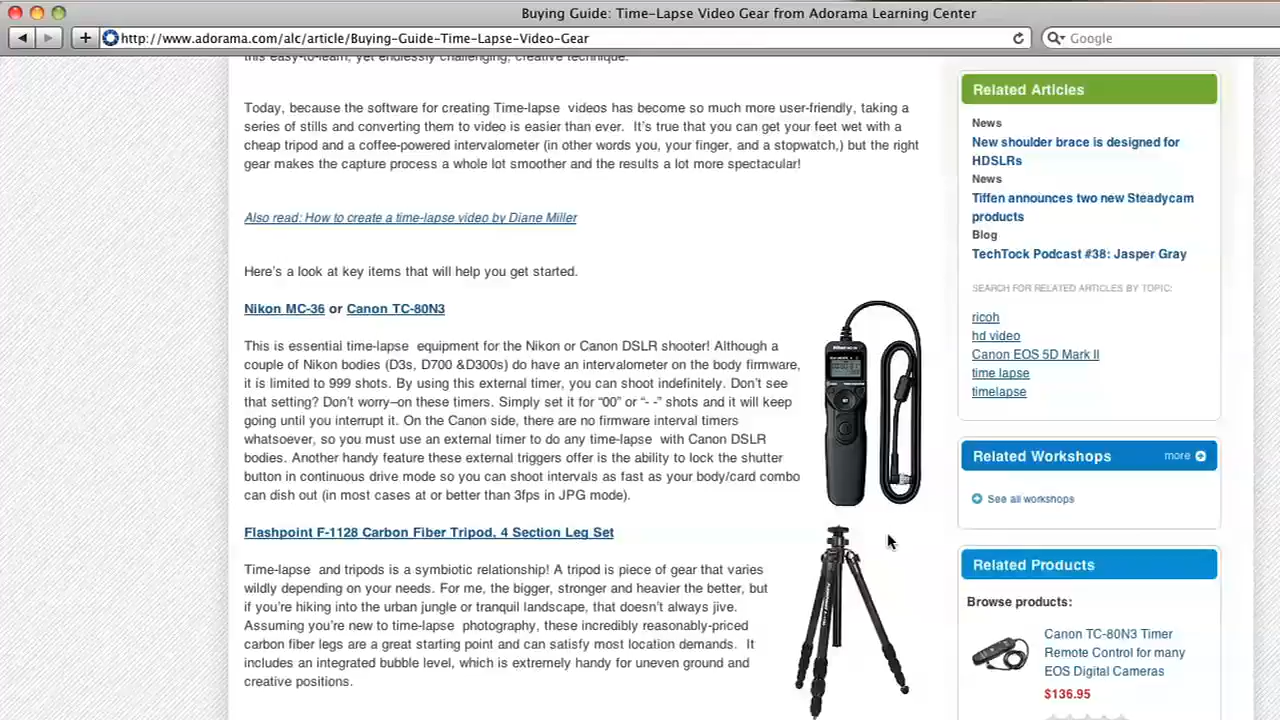 Buying Guide: Time-Lapse Video Gear from Adorama Learning Center
http://www.adorama.com/alc/article/Buying-Guide-Time-Lapse-Video-Gear
Google
this easy-to-learn, yet endlessly challenging, creative technique.
Today, because the software for creating Time-lapse videos has become so much more user-friendly, taking a
series of stills and converting them to video is easier than ever. It's true that you can get your feet wet with a
cheap tripod and a coffee-powered intervalometer (in other words you, your finger, and a stopwatch,) but the right
gear makes the capture process a whole lot smoother and the results a lot more spectacular!
Also read: How to create a time-lapse video by Diane Miller
Here's a look at key items that will help you get started.
Nikon MC-36 or Canon TC-80N3
This is essential time-lapse equipment for the Nikon or Canon DSLR shooter! Although a
couple of Nikon bodies (D3s, D700 &D300s) do have an intervalometer on the body firmware,
it is limited to 999 shots. By using this external timer, you can shoot indefinitely. Don't see
that setting? Don't worry—on these timers. Simply set it for "00" or "- -" shots and it will keep
going until you interrupt it. On the Canon side, there are no firmware interval timers
whatsoever, so you must use an external timer to do any time-lapse with Canon DSLR
bodies. Another handy feature these external triggers offer is the ability to lock the shutter
button in continuous drive mode so you can shoot intervals as fast as your body/card combo
can dish out (in most cases at or better than 3fps in JPG mode).
Flashpoint F-1128 Carbon Fiber Tripod, 4 Section Leg Set
Time-lapse and tripods is a symbiotic relationship! A tripod is piece of gear that varies
wildly depending on your needs. For me, the bigger, stronger and heavier the better, but
if you're hiking into the urban jungle or tranquil landscape, that doesn't always jive.
Assuming you're new to time-lapse photography, these incredibly reasonably-priced
carbon fiber legs are a great starting point and can satisfy most location demands. It
includes an integrated bubble level, which is extremely handy for uneven ground and
creative positions.
Related Articles
News
New shoulder brace is designed for
HDSLRs
News
Tiffen announces two new Steadycam
products
Blog
TechTock Podcast #38: Jasper Gray
SEARCH FOR RELATED ARTICLES BY TOPIC:
ricoh
hd video
Canon EOS 5D Mark II
time lapse
timelapse
Related Workshops more
See all workshops
Related Products
Browse products:
Canon TC-80N3 Timer
Remote Control for many
EOS Digital Cameras
$136.95